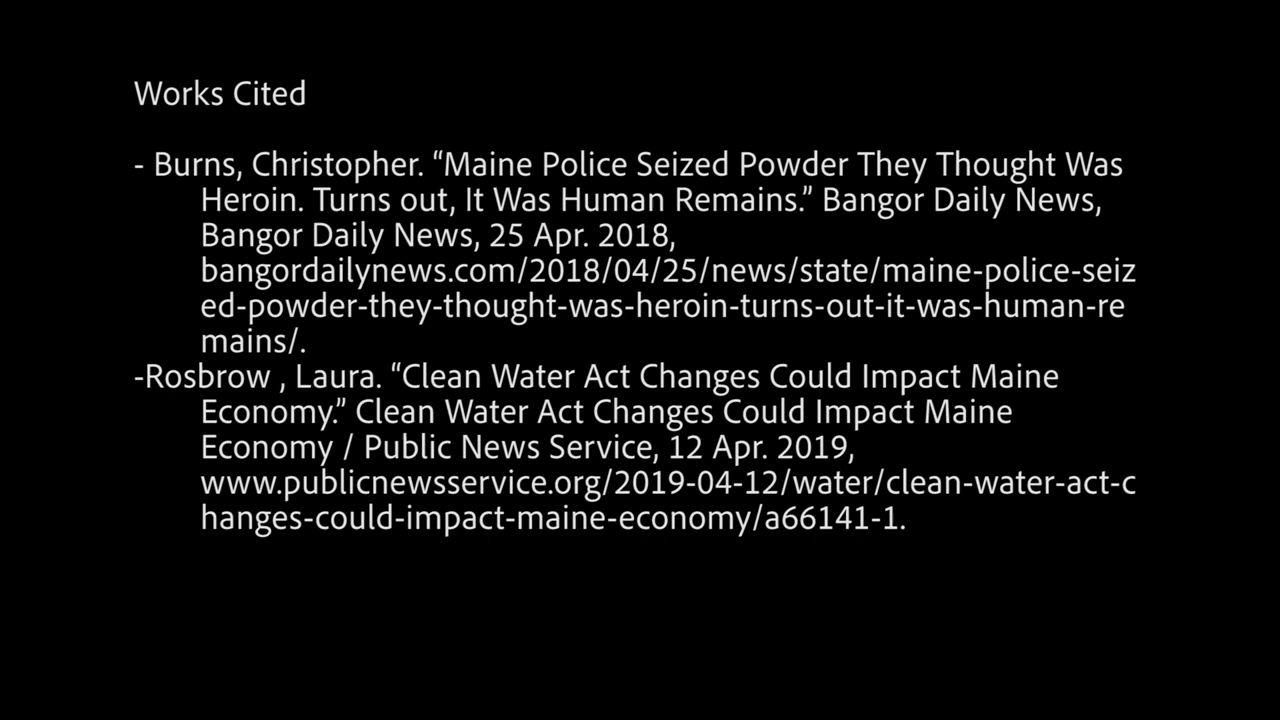 Works Cited
- Burns, Christopher. “Maine Police Seized Powder They Thought Was
Heroin. Turns out, It Was Human Remains.” Bangor Daily News,
Bangor Daily News, 25 Apr. 2018,
bangordailynews.com/2018/04/25/news/state/maine-police-seiz
ed-powder-they-thought-was-heroin-turns-out-it-was-human-re
mains/.
-Rosbrow , Laura. “Clean Water Act Changes Could Impact Maine
Economy.” Clean Water Act Changes Could Impact Maine
Economy / Public News Service, 12 Apr. 2019,
www.publicnewsservice.org/2019-04-12/water/clean-water-act-c
hanges-could-impact-maine-economy/a66141-1.